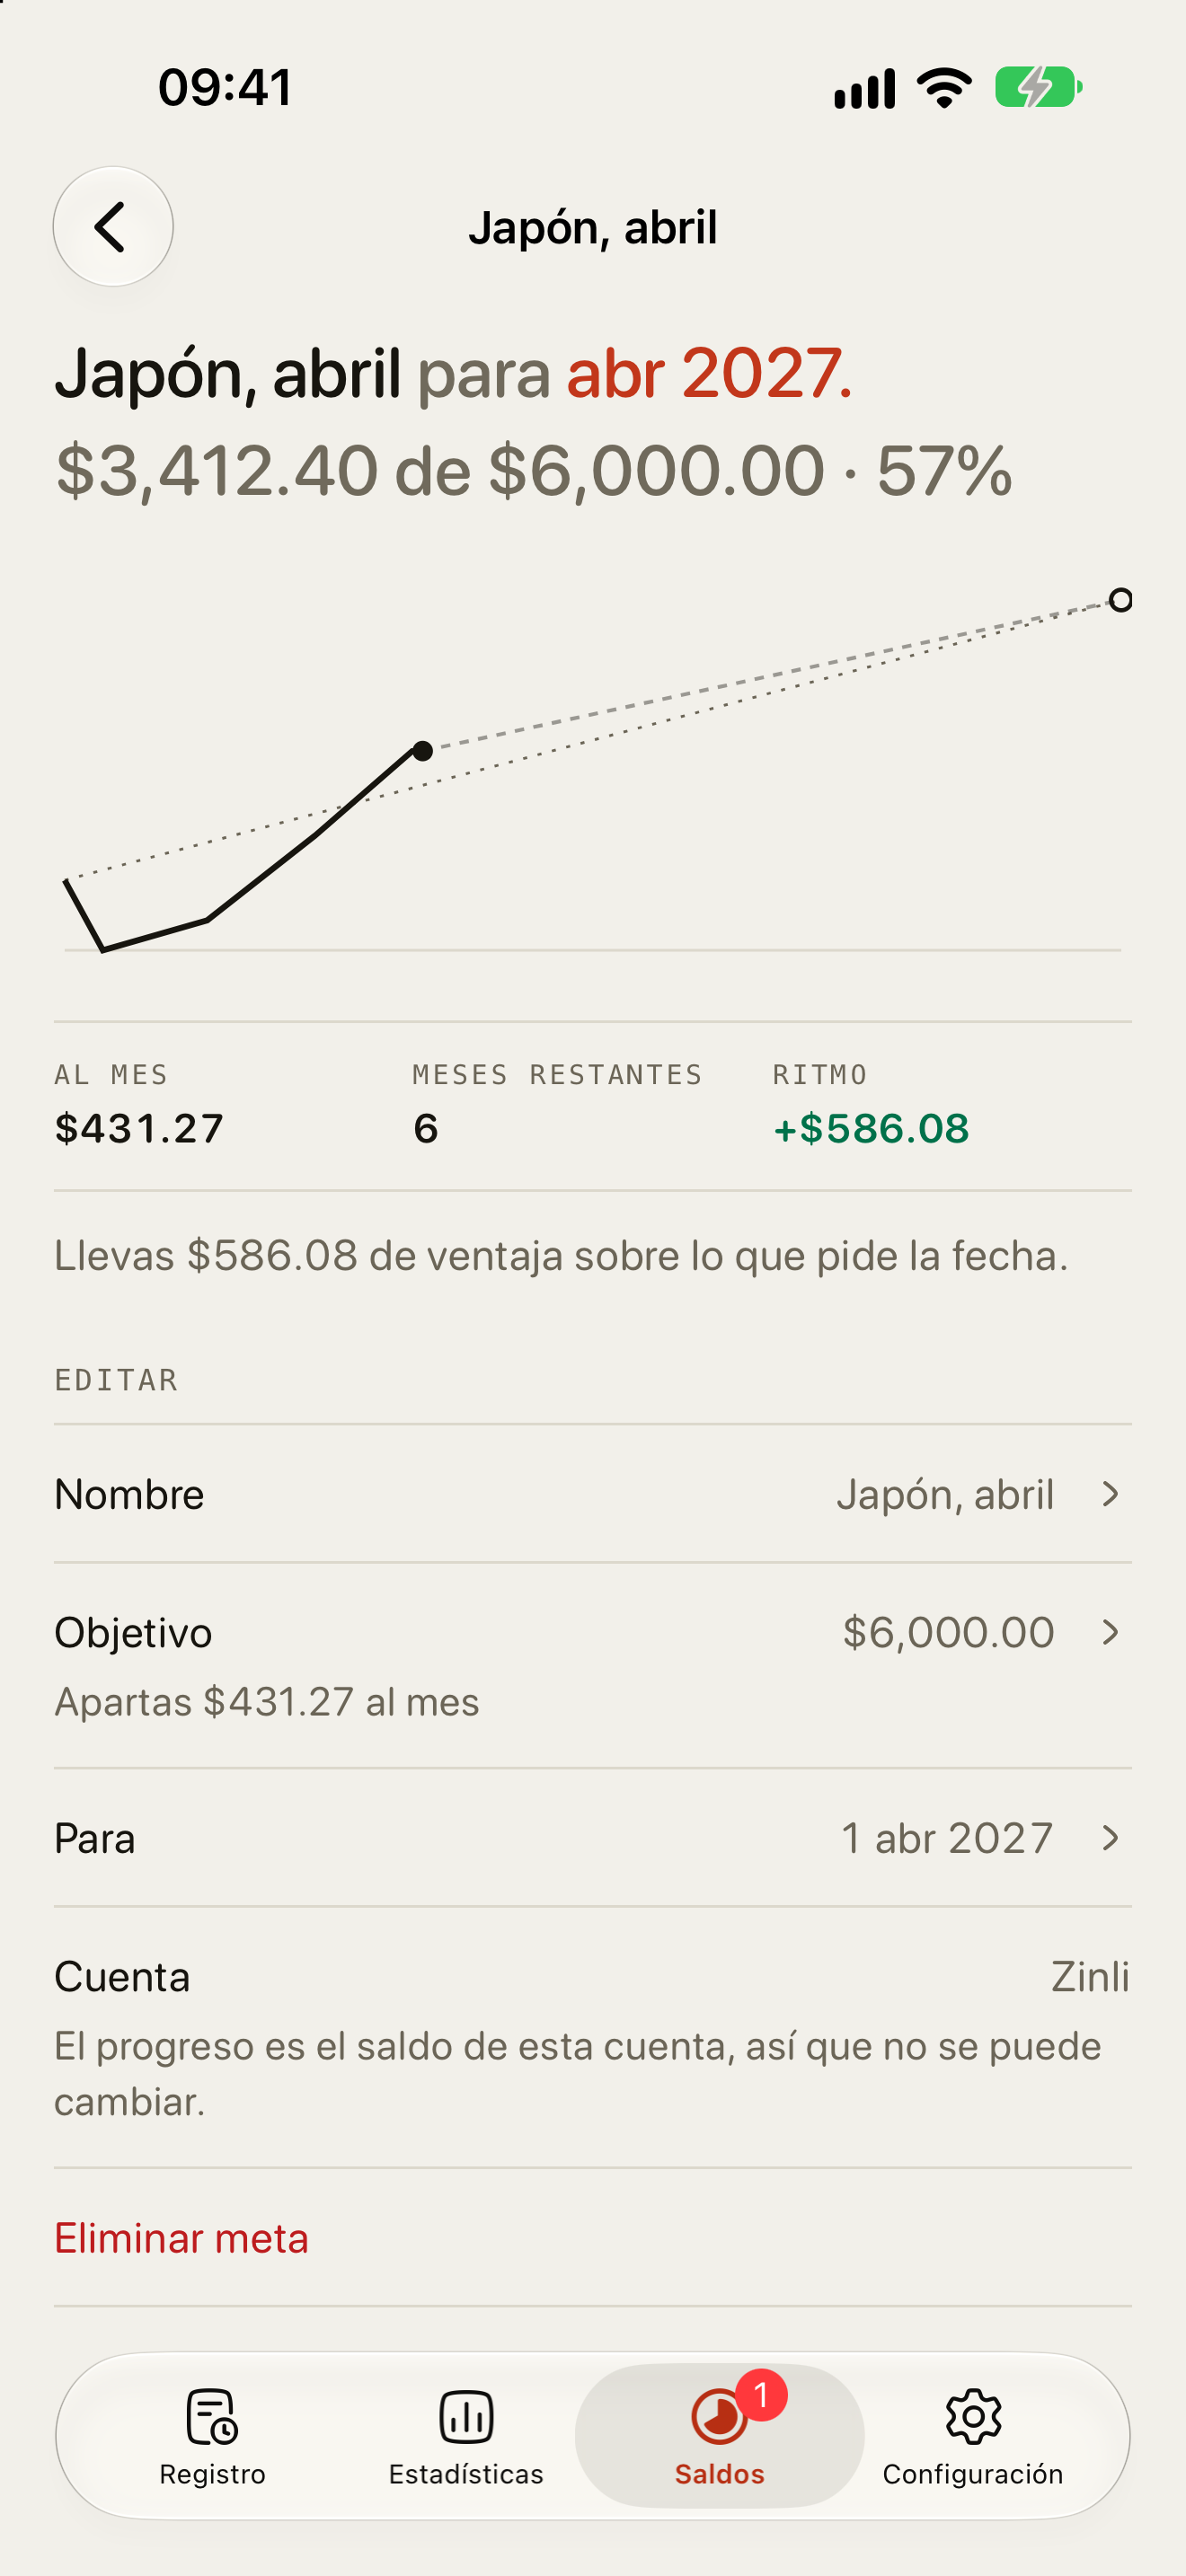 09:41
Japón, abril
Japón, abril para abr 2027.
$3,412.40 de $6,000.00 · 57%
AL MES
MESES RESTANTES
RITMO
$431.27
6
+$586.08
Llevas $586.08 de ventaja sobre lo que pide la fecha.
EDITAR
Nombre
Japón, abril
Objetivo
$6,000.00
Apartas $431.27 al mes
Para
1 abr 2027
Cuenta
Zinli
El progreso es el saldo de esta cuenta, así que no se puede
cambiar.
Eliminar meta
1
Registro
Estadísticas
Saldos
Configuración